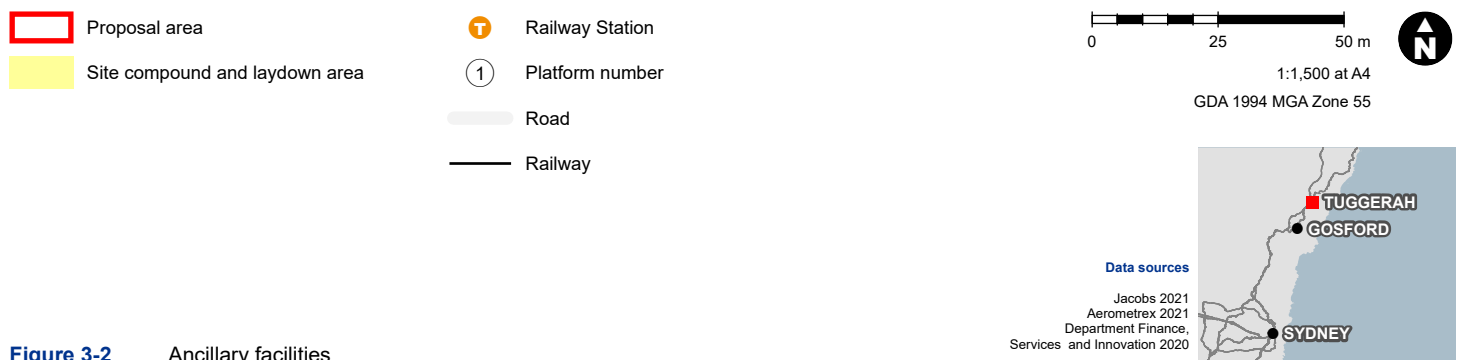 Proposal area
Site compound and laydown area
T
Railway Station
1
Platform number
Road
Railway
0 25 50 m
N
1:1,500 at A4
GDA 1994 MGA Zone 55
TUGGERAH
GOSFORD
SYDNEY
Data sources
Jacobs 2021
Aerometrex 2021
Department Finance,
Services and Innovation 2020
Figure 3-2 Ancillary facilities